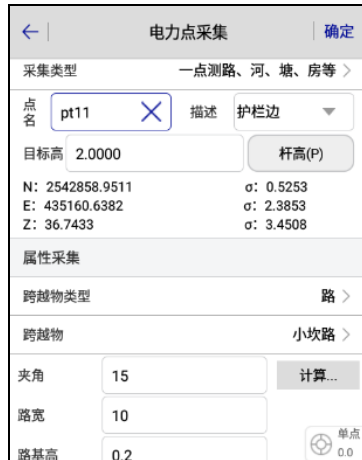 ← 电力点采集 确定
采集类型 一点测路、河、塘、房等 >
点名 pt11 描述 护栏边
目标高 2.0000 杆高(P)
N: 2542858.9511 σ: 0.5253
E: 435160.6382 σ: 2.3853
Z: 36.7433 σ: 3.4508
属性采集
跨越物类型 路 >
跨越物 小坎路 >
夹角 15 计算...
路宽 10
单点
路基高 0.2 0.0